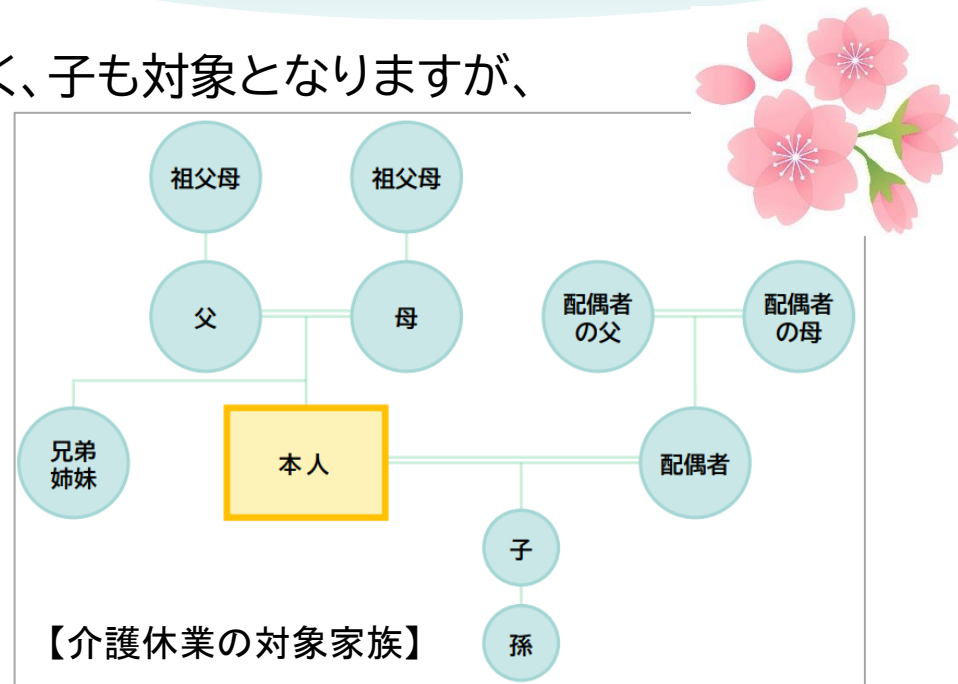 く、子も対象となりますが、
祖父母
祖父母
父
母
配偶者
の父
配偶者
の母
兄弟
姉妹
本人
配偶者
子
孫
【介護休業の対象家族】